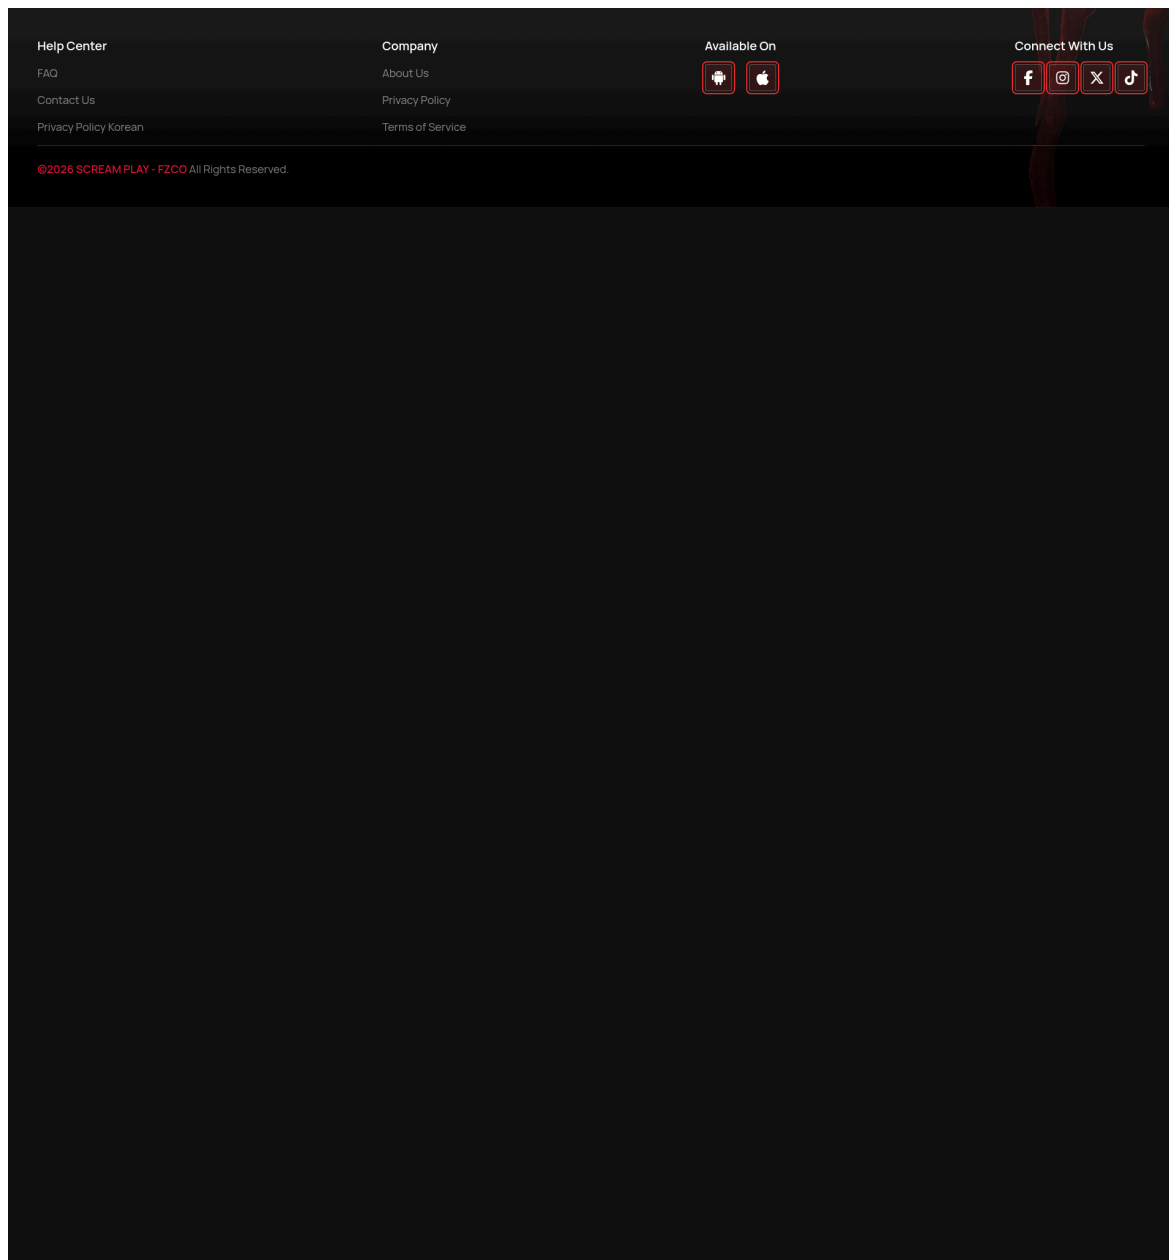 Help Center
FAQ
Contact Us
Privacy Policy Korean
Company
About Us
Privacy Policy
Terms of Service
Available On
Connect With Us
©2026 SCREAM PLAY - FZCO All Rights Reserved.